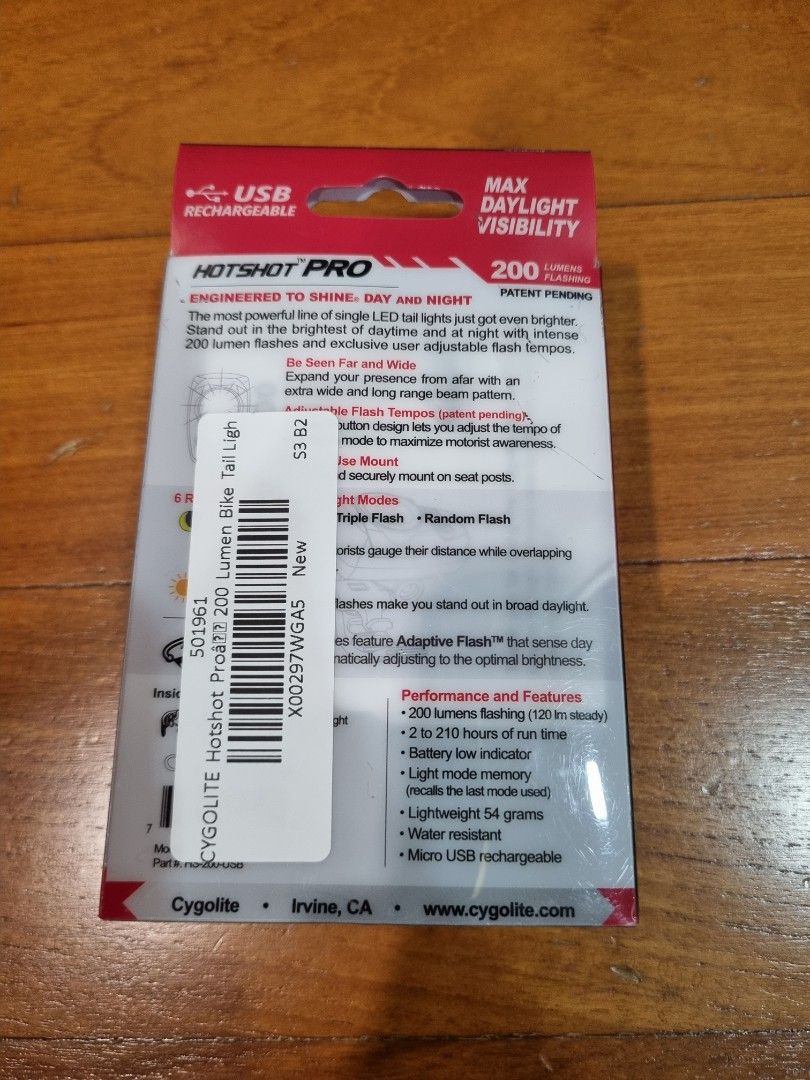 USB
RECHARGEABLE
MAX
DAYLIGHT
VISIBILITY
HOTSHOT™ PRO
200 LUMENS
FLASHING
PATENT PENDING
ENGINEERED TO SHINE® DAY AND NIGHT
The most powerful line of single LED tail lights just got even brighter.
Stand out in the brightest of daytime and at night with intense
200 lumen flashes and exclusive user adjustable flash tempos.
Be Seen Far and Wide
Expand your presence from afar with an
extra wide and long range beam pattern.
Adjustable Flash Tempos (patent pending)
button design lets you adjust the tempo of
mode to maximize motorist awareness.
Use Mount
securely mount on seat posts.
6
Modes
Triple Flash • Random Flash
gauge their distance while overlapping
make you stand out in broad daylight.
feature Adaptive Flash™ that sense day
adjusting to the optimal brightness.
Performance and Features
• 200 lumens flashing (120 lm steady)
• 2 to 210 hours of run time
• Battery low indicator
• Light mode memory
(recalls the last mode used)
• Lightweight 54 grams
• Water resistant
• Micro USB rechargeable
7
Part #: HS-200-USB
501961
CYGOLITE Hotshot Proâ 200 Lumen Bike Tail Ligh
X00297WGA5 New S3 B2
Cygolite • Irvine, CA • www.cygolite.com